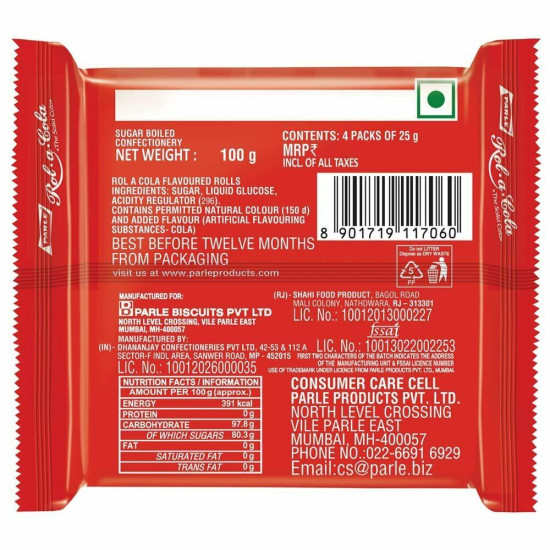 PARLE
Rol.a.Cola
•The Solid Cola•
PARLE
Rol.a.Cola
•The Solid Cola•
SUGAR BOILED
CONFECTIONERY
NET WEIGHT : 100 g
CONTENTS: 4 PACKS OF 25 g
MRP₹
INCL. OF ALL TAXES
ROL A COLA FLAVOURED ROLLS
INGREDIENTS: SUGAR, LIQUID GLUCOSE,
ACIDITY REGULATOR (296).
CONTAINS PERMITTED NATURAL COLOUR (150 d)
AND ADDED FLAVOUR (ARTIFICIAL FLAVOURING
SUBSTANCES- COLA)
BEST BEFORE TWELVE MONTHS
FROM PACKAGING
visit us at www.parleproducts.com
8 901719 117060
Do not LITTER
Dispose as DRY WASTE
5
PP
MANUFACTURED FOR:
PARLE BISCUITS PVT LTD
NORTH LEVEL CROSSING, VILE PARLE EAST
MUMBAI, MH-400057
MANUFACTURED BY:
(IN) - DHANANJAY CONFECTIONERIES PVT LTD, 42-53 & 112 A
SECTOR-F INDL AREA, SANWER ROAD, MP - 452015
LIC. No.: 10012026000035
(RJ)- SHAHI FOOD PRODUCT, BAGOL ROAD
MALI COLONY, NATHDWARA, RJ – 313301
LIC. No.: 10012013000227
fssai
LIC. No.: 10013022002253
FIRST TWO CHARACTERS OF THE BATCH INDICATES THE ADDRESS
OF THE MANUFACTURING UNIT WITH FSSAI LICENCE NUMBER.
USE OF TRADEMARK UNDER LICENCE FROM PARLE PRODUCTS PVT. LTD., MUMBAI.
NUTRITION FACTS / INFORMATION
AMOUNT PER 100g (approx.)
ENERGY 391 kcal
PROTEIN 0 g
CARBOHYDRATE 97.8 g
OF WHICH SUGARS 80.3 g
FAT 0 g
SATURATED FAT 0 g
TRANS FAT 0 g
CONSUMER CARE CELL
PARLE PRODUCTS PVT. LTD.
NORTH LEVEL CROSSING
VILE PARLE EAST
MUMBAI, MH-400057
PHONE NO.:022-6691 6929
Email:cs@parle.biz